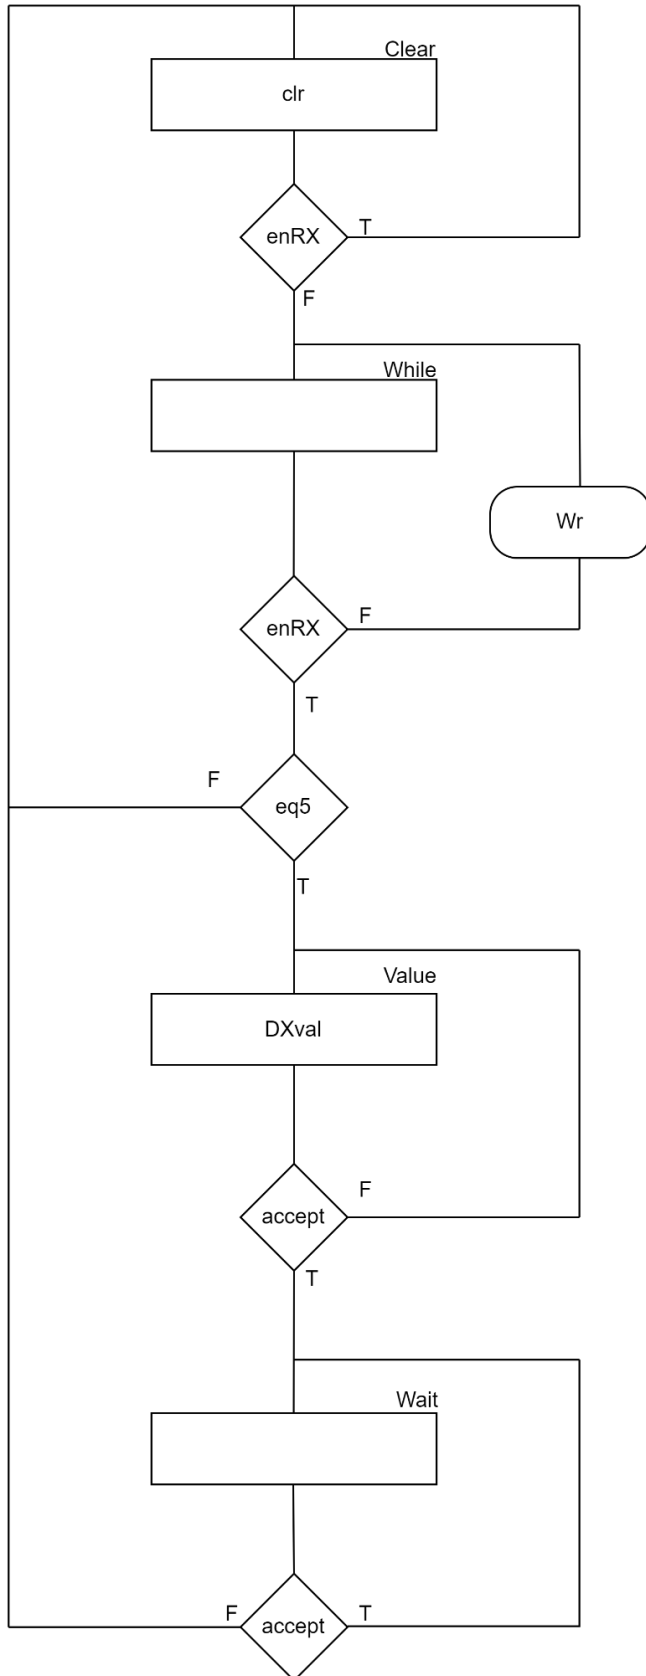 Clear
clr
enRX
T
F
While
Wr
enRX
F
T
F
eq5
T
Value
DXval
accept
F
T
Wait
F
accept
T